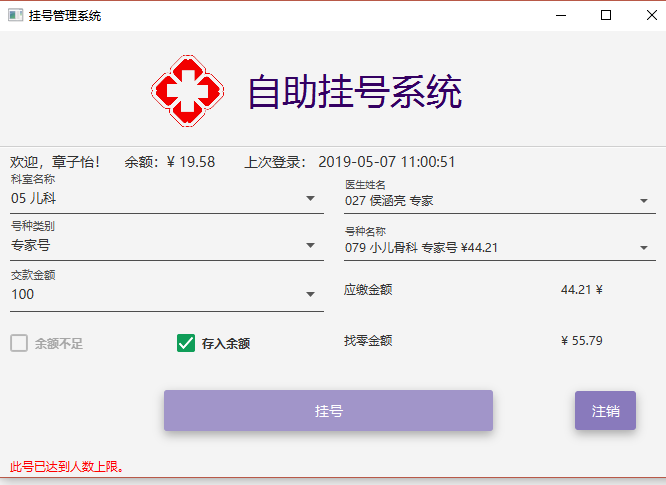 挂号管理系统
自助挂号系统
欢迎，章子怡！ 余额：¥ 19.58 上次登录： 2019-05-07 11:00:51
科室名称
05 儿科
医生姓名
027 侯涵亮 专家
号种类别
专家号
号种名称
079 小儿骨科 专家号 ¥44.21
交款金额
100
应缴金额 44.21 ¥
余额不足 存入余额
找零金额 ¥ 55.79
挂号 注销
此号已达到人数上限。